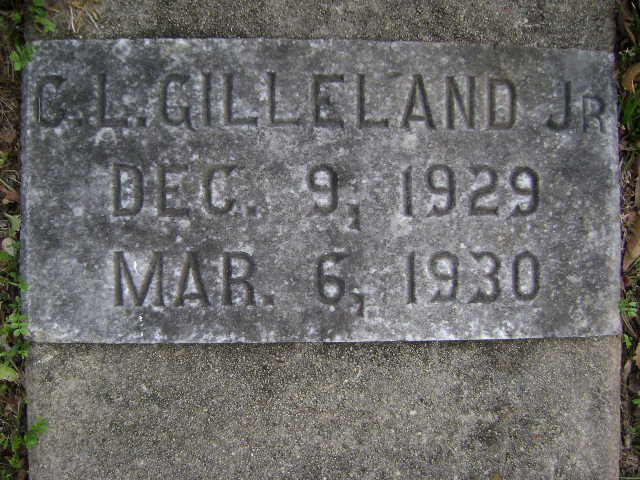 C. L. GILLELAND JR
DEC. 9, 1929
MAR. 6, 1930